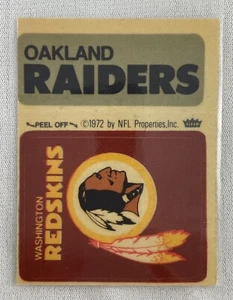 OAKLAND
RAIDERS
PEEL OFF ©1972 by NFL Properties, Inc.
WASHINGTON
REDSKINS